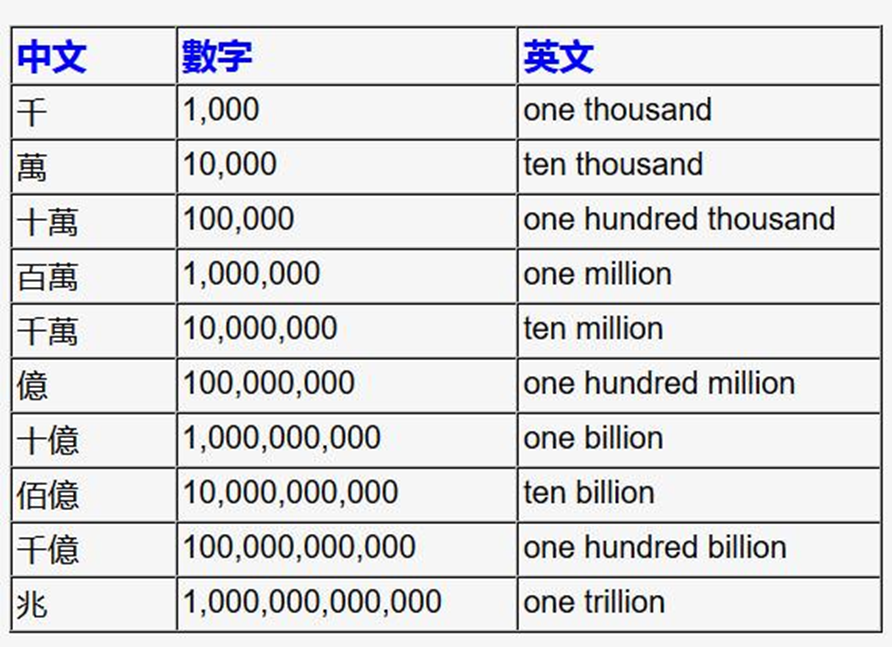 中文 數字 英文
千 1,000 one thousand
萬 10,000 ten thousand
十萬 100,000 one hundred thousand
百萬 1,000,000 one million
千萬 10,000,000 ten million
億 100,000,000 one hundred million
十億 1,000,000,000 one billion
佰億 10,000,000,000 ten billion
千億 100,000,000,000 one hundred billion
兆 1,000,000,000,000 one trillion